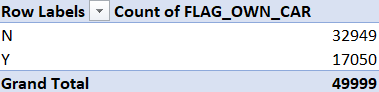 Row Labels Count of FLAG_OWN_CAR
N 32949
Y 17050
Grand Total 49999